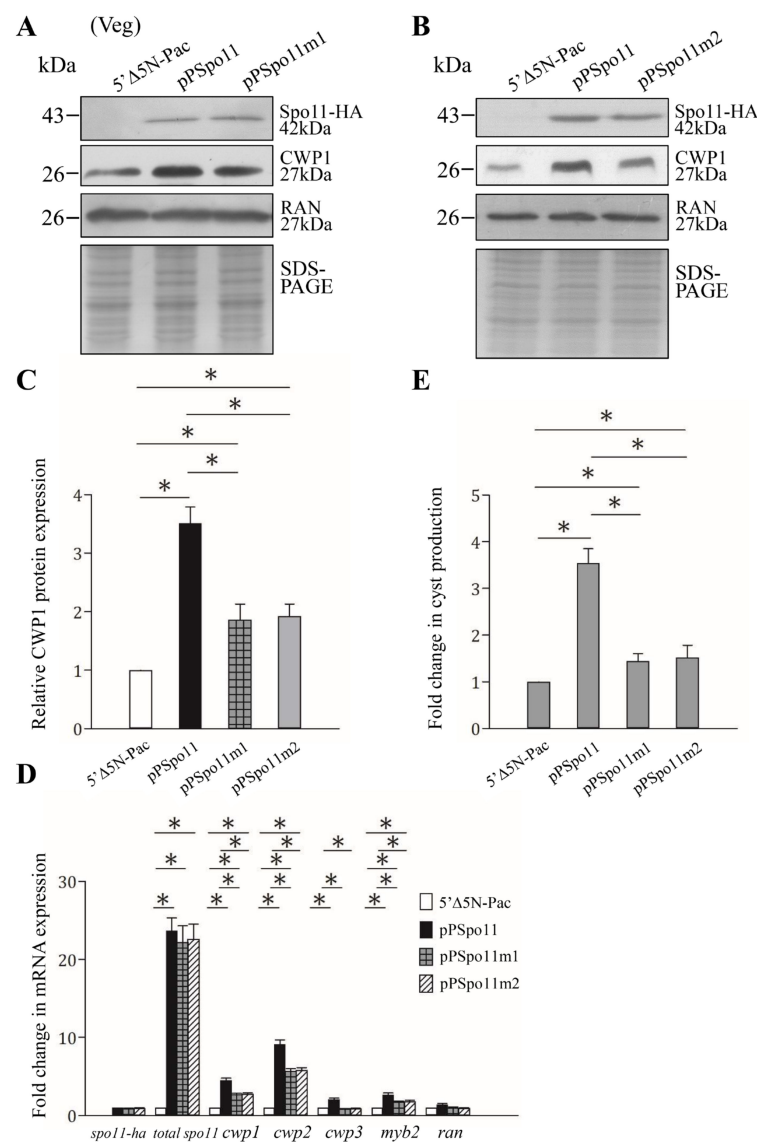 A (Veg)
kDa 5'Δ5N-Pac pPSpo11 pPSpo11m1
43 Spo11-HA
42kDa
26 CWP1
27kDa
26 RAN
27kDa
SDS-
PAGE
B
kDa 5'Δ5N-Pac pPSpo11 pPSpo11m2
43 Spo11-HA
42kDa
26 CWP1
27kDa
26 RAN
27kDa
SDS-
PAGE
C
*
*
*
*
*
Relative CWP1 protein expression
4
3
2
1
0
5'Δ5N-Pac pPSpo11 pPSpo11m1 pPSpo11m2
E
*
*
*
*
*
Fold change in cyst production
5
4
3
2
1
0
5'Δ5N-Pac pPSpo11 pPSpo11m1 pPSpo11m2
D
* * * *
* * * *
* * * *
* * * *
* * * * *
Fold change in mRNA expression
30
20
10
0
5'Δ5N-Pac
pPSpo11
pPSpo11m1
pPSpo11m2
spo11-ha total spo11 cwp1 cwp2 cwp3 myb2 ran